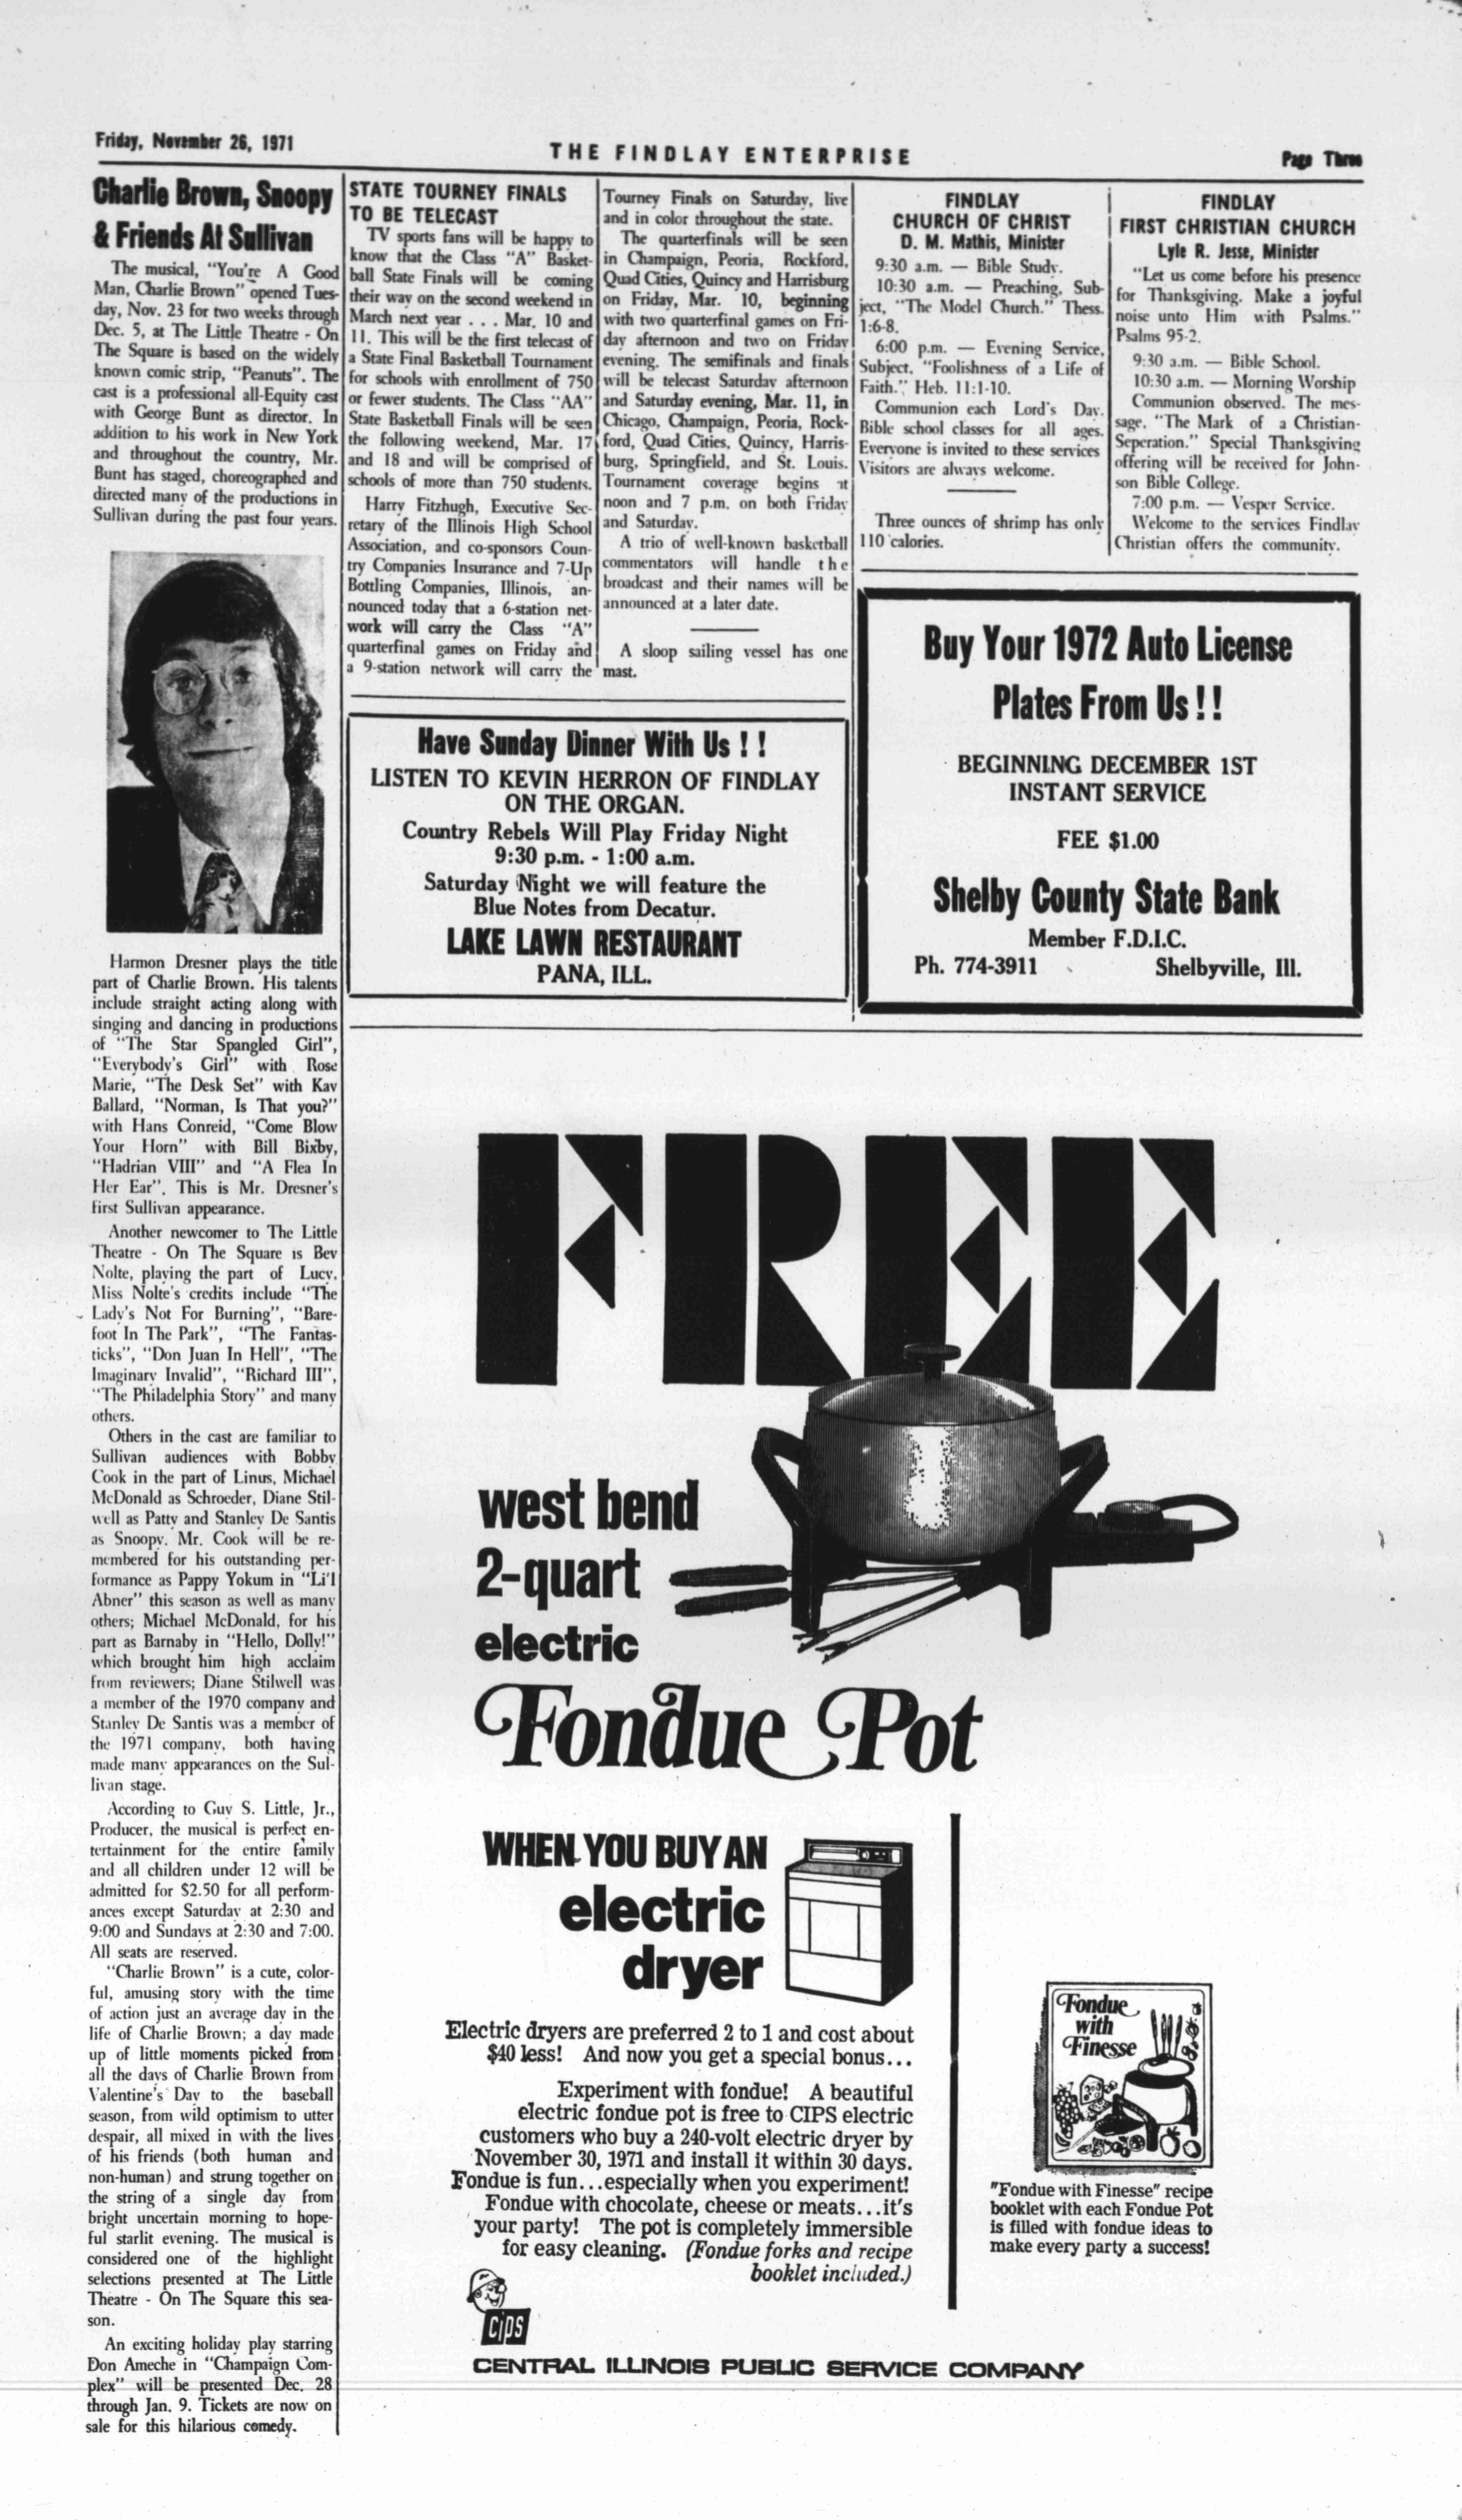 Friday, November 26, 1971
THE FINDLAY ENTERPRISE
Page Three
Charlie Brown, Snoopy
& Friends At Sullivan
The musical, "You're A Good
Man, Charlie Brown" opened Tues-
day, Nov. 23 for two weeks through
Dec. 5, at The Little Theatre - On
The Square is based on the widely
known comic strip, "Peanuts". The
cast is a professional all-Equity cast
with George Bunt as director. In
addition to his work in New York
and throughout the country, Mr.
Bunt has staged, choreographed and
directed many of the productions in
Sullivan during the past four years.
Harmon Dresner plays the title
part of Charlie Brown. His talents
include straight acting along with
singing and dancing in productions
of "The Star Spangled Girl",
"Everybody's Girl" with Rose
Marie, "The Desk Set" with Kay
Ballard, "Norman, Is That you?"
with Hans Conreid, "Come Blow
Your Horn" with Bill Bixby,
"Hadrian VIII" and "A Flea In
Her Ear". This is Mr. Dresner's
first Sullivan appearance.
Another newcomer to The Little
Theatre - On The Square is Bev
Nolte, playing the part of Lucy.
Miss Nolte's credits include "The
Lady's Not For Burning", "Bare-
foot In The Park", "The Fantas-
ticks", "Don Juan In Hell", "The
Imaginary Invalid", "Richard III",
"The Philadelphia Story" and many
others.
Others in the cast are familiar to
Sullivan audiences with Bobby
Cook in the part of Linus, Michael
McDonald as Schroeder, Diane Stil-
well as Patty and Stanley De Santis
as Snoopy. Mr. Cook will be re-
membered for his outstanding per-
formance as Pappy Yokum in "Li'l
Abner" this season as well as many
others; Michael McDonald, for his
part as Barnaby in "Hello, Dolly!"
which brought him high acclaim
from reviewers; Diane Stilwell was
a member of the 1970 company and
Stanley De Santis was a member of
the 1971 company, both having
made many appearances on the Sul-
livan stage.
According to Guy S. Little, Jr.,
Producer, the musical is perfect en-
tertainment for the entire family
and all children under 12 will be
admitted for $2.50 for all perform-
ances except Saturday at 2:30 and
9:00 and Sundays at 2:30 and 7:00.
All seats are reserved.
"Charlie Brown" is a cute, color-
ful, amusing story with the time
of action just an average day in the
life of Charlie Brown; a day made
up of little moments picked from
all the days of Charlie Brown from
Valentine's Day to the baseball
season, from wild optimism to utter
despair, all mixed in with the lives
of his friends (both human and
non-human) and strung together on
the string of a single day from
bright uncertain morning to hope-
ful starlit evening. The musical is
considered one of the highlight
selections presented at The Little
Theatre - On The Square this sea-
son.
An exciting holiday play starring
Don Ameche in "Champaign Com-
plex" will be presented Dec. 28
through Jan. 9. Tickets are now on
sale for this hilarious comedy.
STATE TOURNEY FINALS
TO BE TELECAST
TV sports fans will be happy to
know that the Class "A" Basket-
ball State Finals will be coming
their way on the second weekend in
March next year . . . Mar. 10 and
11. This will be the first telecast of
a State Final Basketball Tournament
for schools with enrollment of 750
or fewer students. The Class "AA"
State Basketball Finals will be seen
the following weekend, Mar. 17
and 18 and will be comprised of
schools of more than 750 students.
Harry Fitzhugh, Executive Sec-
retary of the Illinois High School
Association, and co-sponsors Coun-
try Companies Insurance and 7-Up
Bottling Companies, Illinois, an-
nounced today that a 6-station net-
work will carry the Class "A"
quarterfinal games on Friday and
a 9-station network will carry the
Tourney Finals on Saturday, live
and in color throughout the state.
The quarterfinals will be seen
in Champaign, Peoria, Rockford,
Quad Cities, Quincy and Harrisburg
on Friday, Mar. 10, beginning
with two quarterfinal games on Fri-
day afternoon and two on Friday
evening. The semifinals and finals
will be telecast Saturday afternoon
and Saturday evening, Mar. 11, in
Chicago, Champaign, Peoria, Rock-
ford, Quad Cities, Quincy, Harris-
burg, Springfield, and St. Louis.
Tournament coverage begins at
noon and 7 p.m. on both Friday
and Saturday.
A trio of well-known basketball
commentators will handle the
broadcast and their names will be
announced at a later date.
A sloop sailing vessel has one
mast.
FINDLAY
CHURCH OF CHRIST
D. M. Mathis, Minister
9:30 a.m. — Bible Study.
10:30 a.m. — Preaching. Sub-
ject, "The Model Church." Thess.
1:6-8.
6:00 p.m. — Evening Service,
Subject, "Foolishness of a Life of
Faith." Heb. 11:1-10.
Communion each Lord's Day.
Bible school classes for all ages.
Everyone is invited to these services
Visitors are always welcome.
Three ounces of shrimp has only
110 calories.
FINDLAY
FIRST CHRISTIAN CHURCH
Lyle R. Jesse, Minister
"Let us come before his presence
for Thanksgiving. Make a joyful
noise unto Him with Psalms."
Psalms 95-2.
9:30 a.m. — Bible School.
10:30 a.m. — Morning Worship
Communion observed. The mes-
sage, "The Mark of a Christian-
Seperation." Special Thanksgiving
offering will be received for John-
son Bible College.
7:00 p.m. — Vesper Service.
Welcome to the services Findlay
Christian offers the community.
Have Sunday Dinner With Us ! !
LISTEN TO KEVIN HERRON OF FINDLAY
ON THE ORGAN.
Country Rebels Will Play Friday Night
9:30 p.m. - 1:00 a.m.
Saturday Night we will feature the
Blue Notes from Decatur.
LAKE LAWN RESTAURANT
PANA, ILL.
Buy Your 1972 Auto License
Plates From Us ! !
BEGINNING DECEMBER 1ST
INSTANT SERVICE
FEE $1.00
Shelby County State Bank
Member F.D.I.C.
Ph. 774-3911 Shelbyville, Ill.
FREE
west bend
2-quart
electric
Fondue Pot
WHEN YOU BUY AN
electric
dryer
Electric dryers are preferred 2 to 1 and cost about
$40 less! And now you get a special bonus...
Experiment with fondue! A beautiful
electric fondue pot is free to CIPS electric
customers who buy a 240-volt electric dryer by
November 30, 1971 and install it within 30 days.
Fondue is fun...especially when you experiment!
Fondue with chocolate, cheese or meats...it's
your party! The pot is completely immersible
for easy cleaning. (Fondue forks and recipe
booklet included.)
Fondue
with
Finesse
"Fondue with Finesse" recipe
booklet with each Fondue Pot
is filled with fondue ideas to
make every party a success!
CIPS
CENTRAL ILLINOIS PUBLIC SERVICE COMPANY